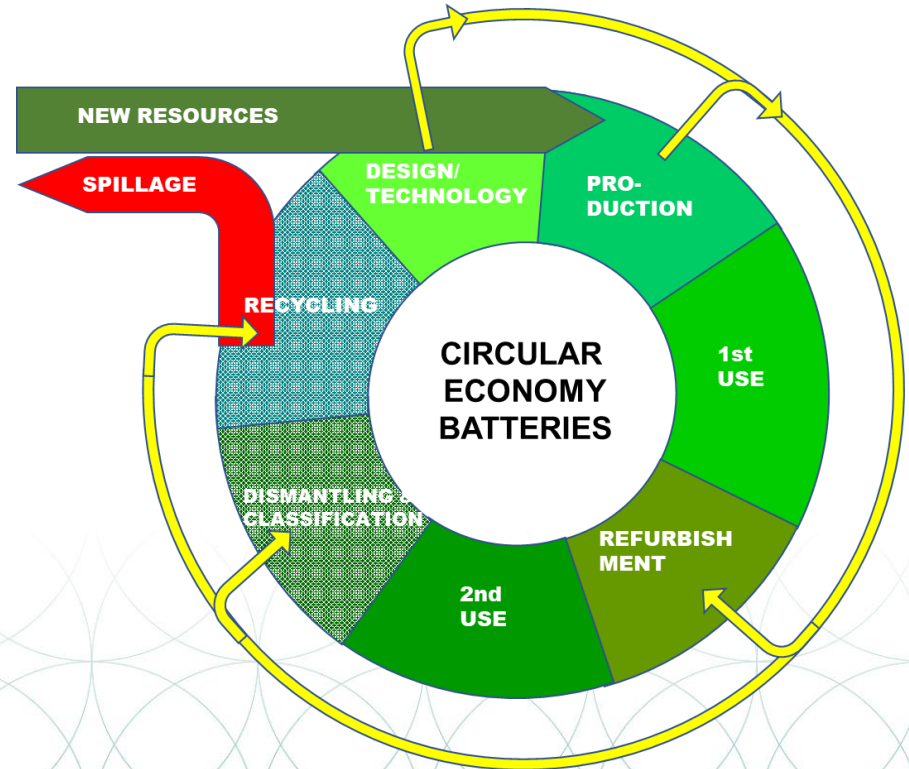 NEW RESOURCES
SPILLAGE
DESIGN/
TECHNOLOGY
PRO-
DUCTION
RECYCLING
1st
USE
CIRCULAR
ECONOMY
BATTERIES
DISMANTLING &
CLASSIFICATION
REFURBISH
MENT
2nd
USE